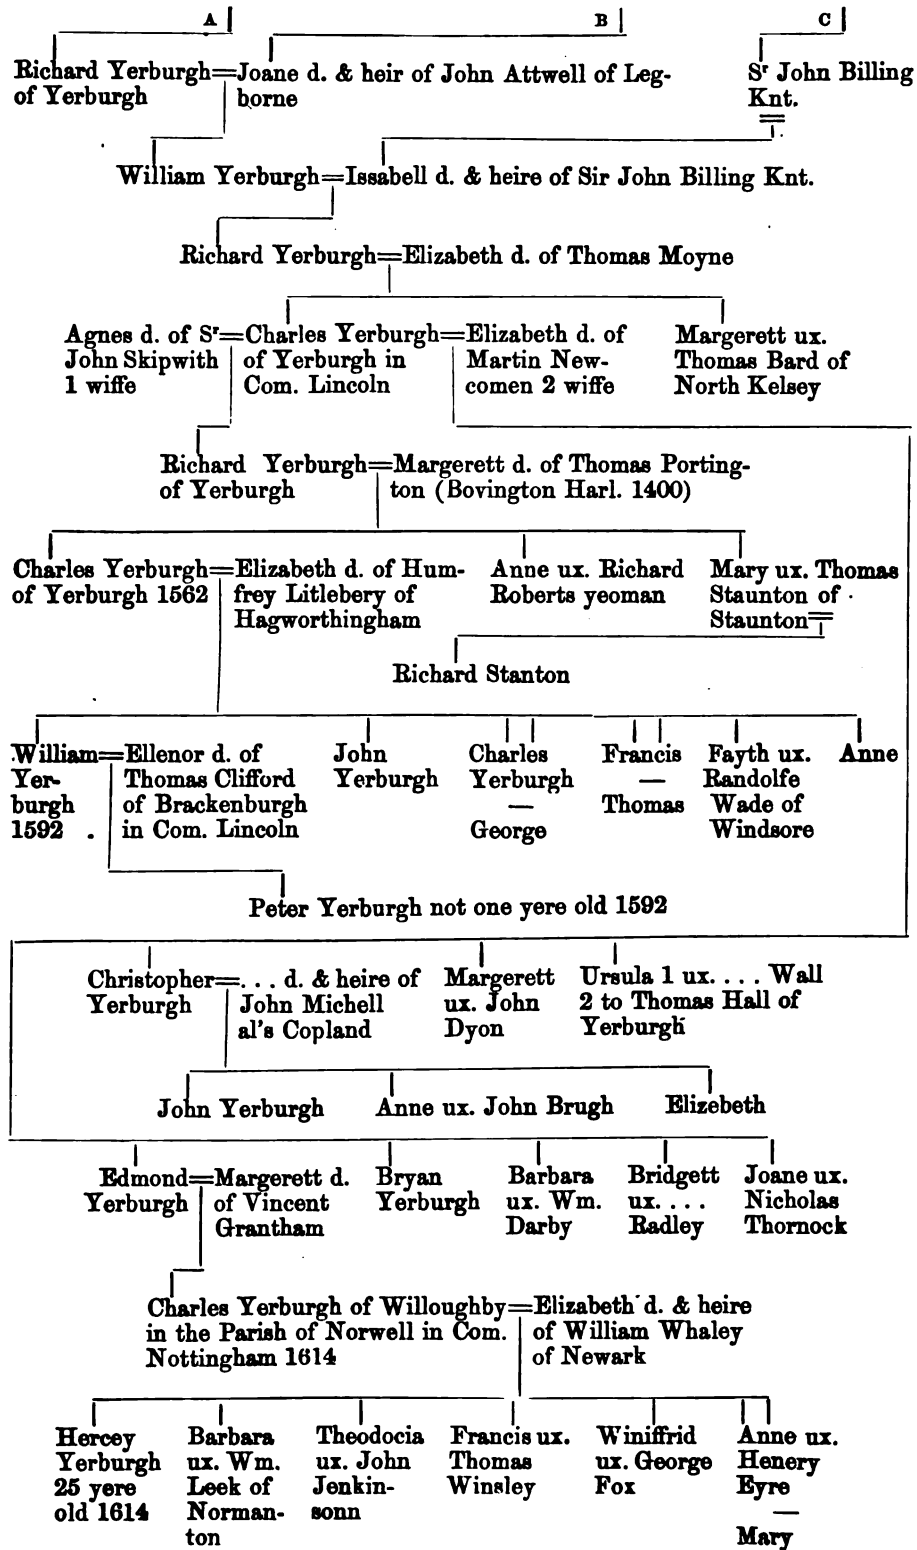 A B C
Richard Yerburgh=Joane d. & heir of John Attwell of Leg-
of Yerburgh borne
Sʳ John Billing
Knt.
William Yerburgh=Issabell d. & heire of Sir John Billing Knt.
Richard Yerburgh=Elizabeth d. of Thomas Moyne
Agnes d. of Sʳ=Charles Yerburgh=Elizabeth d. of
John Skipwith of Yerburgh in Martin New-
1 wiffe Com. Lincoln comen 2 wiffe
Margerett ux.
Thomas Bard of
North Kelsey
Richard Yerburgh=Margerett d. of Thomas Porting-
of Yerburgh ton (Bovington Harl. 1400)
Charles Yerburgh=Elizabeth d. of Hum-
of Yerburgh 1562 frey Litlebery of
Hagworthingham
Anne ux. Richard
Roberts yeoman
Mary ux. Thomas
Staunton of
Staunton=
Richard Stanton
William=Ellenor d. of
Yer- Thomas Clifford
burgh of Brackenburgh
1592 . in Com. Lincoln
John
Yerburgh
Charles
Yerburgh
—
George
Francis
—
Thomas
Fayth ux.
Randolfe
Wade of
Windsore
Anne
Peter Yerburgh not one yere old 1592
Christopher=... d. & heire of
Yerburgh John Michell
al's Copland
Margerett
ux. John
Dyon
Ursula 1 ux. . . . Wall
2 to Thomas Hall of
Yerburgh
John Yerburgh
Anne ux. John Brugh
Elizebeth
Edmond=Margerett d.
Yerburgh of Vincent
Grantham
Bryan
Yerburgh
Barbara
ux. Wm.
Darby
Bridgett
ux. . . .
Radley
Joane ux.
Nicholas
Thornock
Charles Yerburgh of Willoughby=Elizabeth d. & heire
in the Parish of Norwell in Com. of William Whaley
Nottingham 1614 of Newark
Hercey
Yerburgh
25 yere
old 1614
Barbara
ux. Wm.
Leek of
Norman-
ton
Theodocia
ux. John
Jenkin-
sonn
Francis ux.
Thomas
Winsley
Winiffrid
ux. George
Fox
Anne ux.
Henery
Eyre
—
Mary